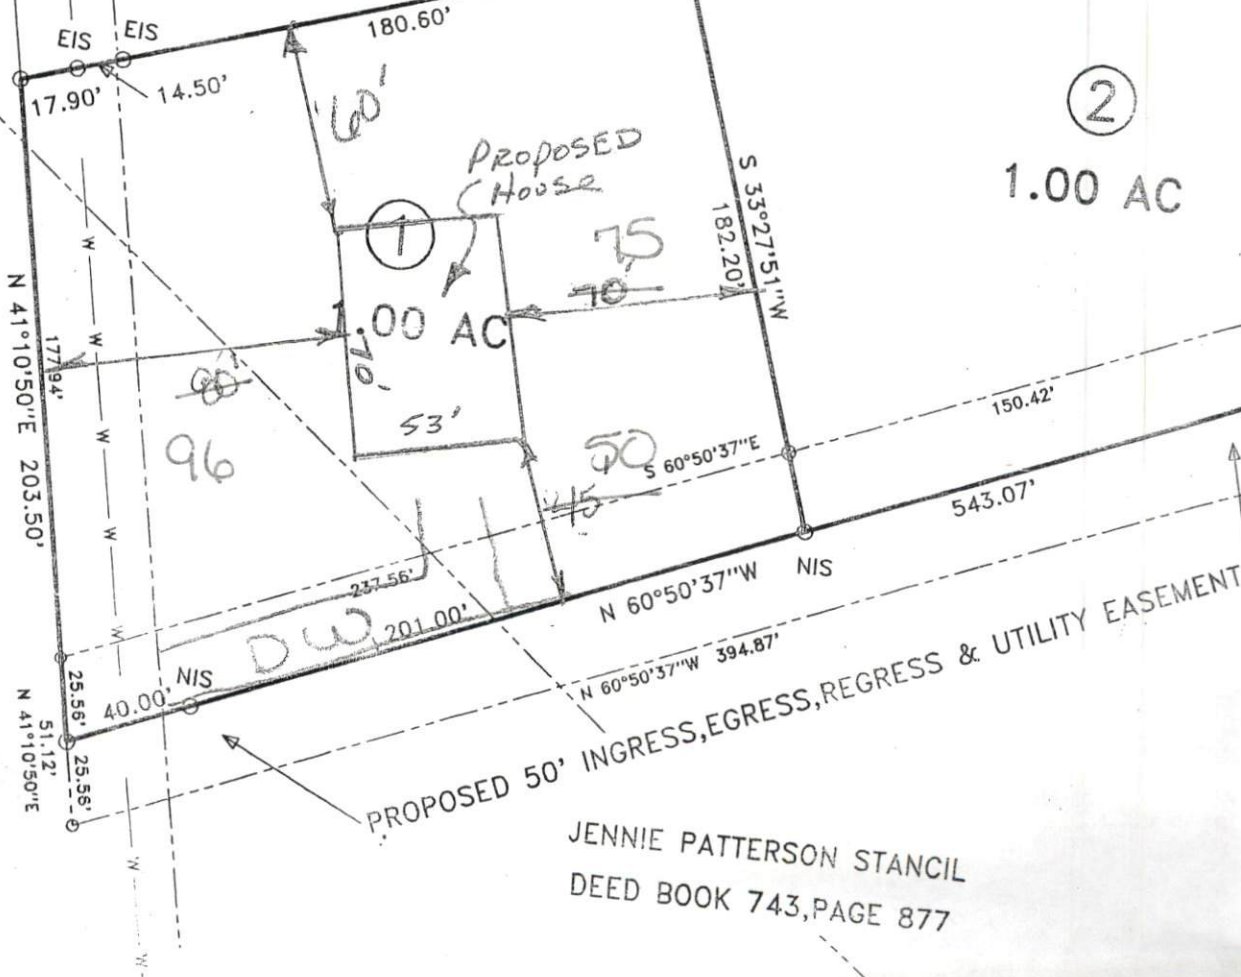 EIS
EIS
180.60'
17.90'
14.50'
60'
PROPOSED
House
2
1.00 AC
1
1.00 AC
75
70'
S 33°27'51"W
182.20'
N 41°10'50"E 203.50'
177.94'
W
W
W
W
W
W
W
80'
96
70'
53'
50
45
S 60°50'37"E
150.42'
543.07'
237.56'
DW
201.00'
N 60°50'37"W
NIS
NIS
40.00'
25.56'
25.56'
51.12'
N 41°10'50"E
N 60°50'37"W 394.87'
PROPOSED 50' INGRESS,EGRESS,REGRESS & UTILITY EASEMENT
JENNIE PATTERSON STANCIL
DEED BOOK 743,PAGE 877